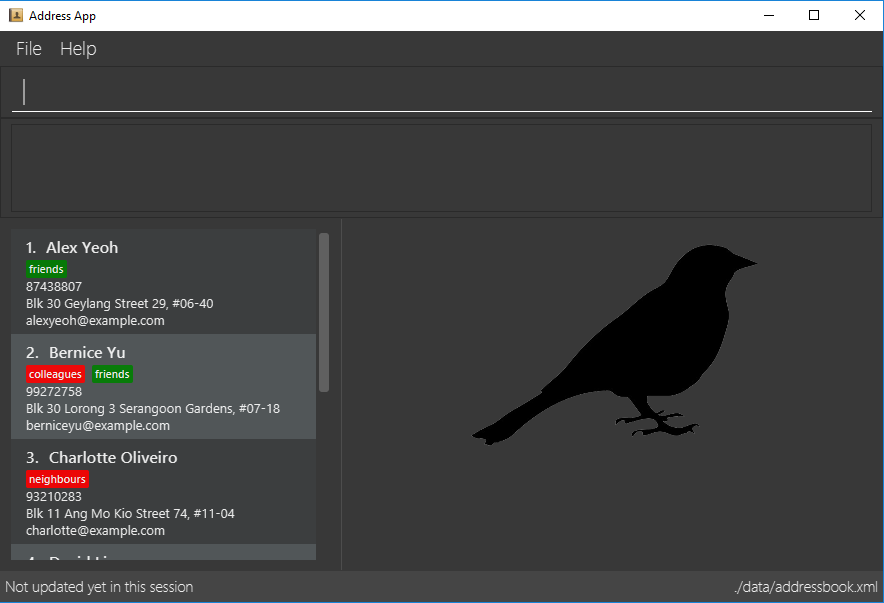 Address App
File Help
1. Alex Yeoh
friends
87438807
Blk 30 Geylang Street 29, #06-40
alexyeoh@example.com
2. Bernice Yu
colleagues friends
99272758
Blk 30 Lorong 3 Serangoon Gardens, #07-18
berniceyu@example.com
3. Charlotte Oliveiro
neighbours
93210283
Blk 11 Ang Mo Kio Street 74, #11-04
charlotte@example.com
Not updated yet in this session
./data/addressbook.xml